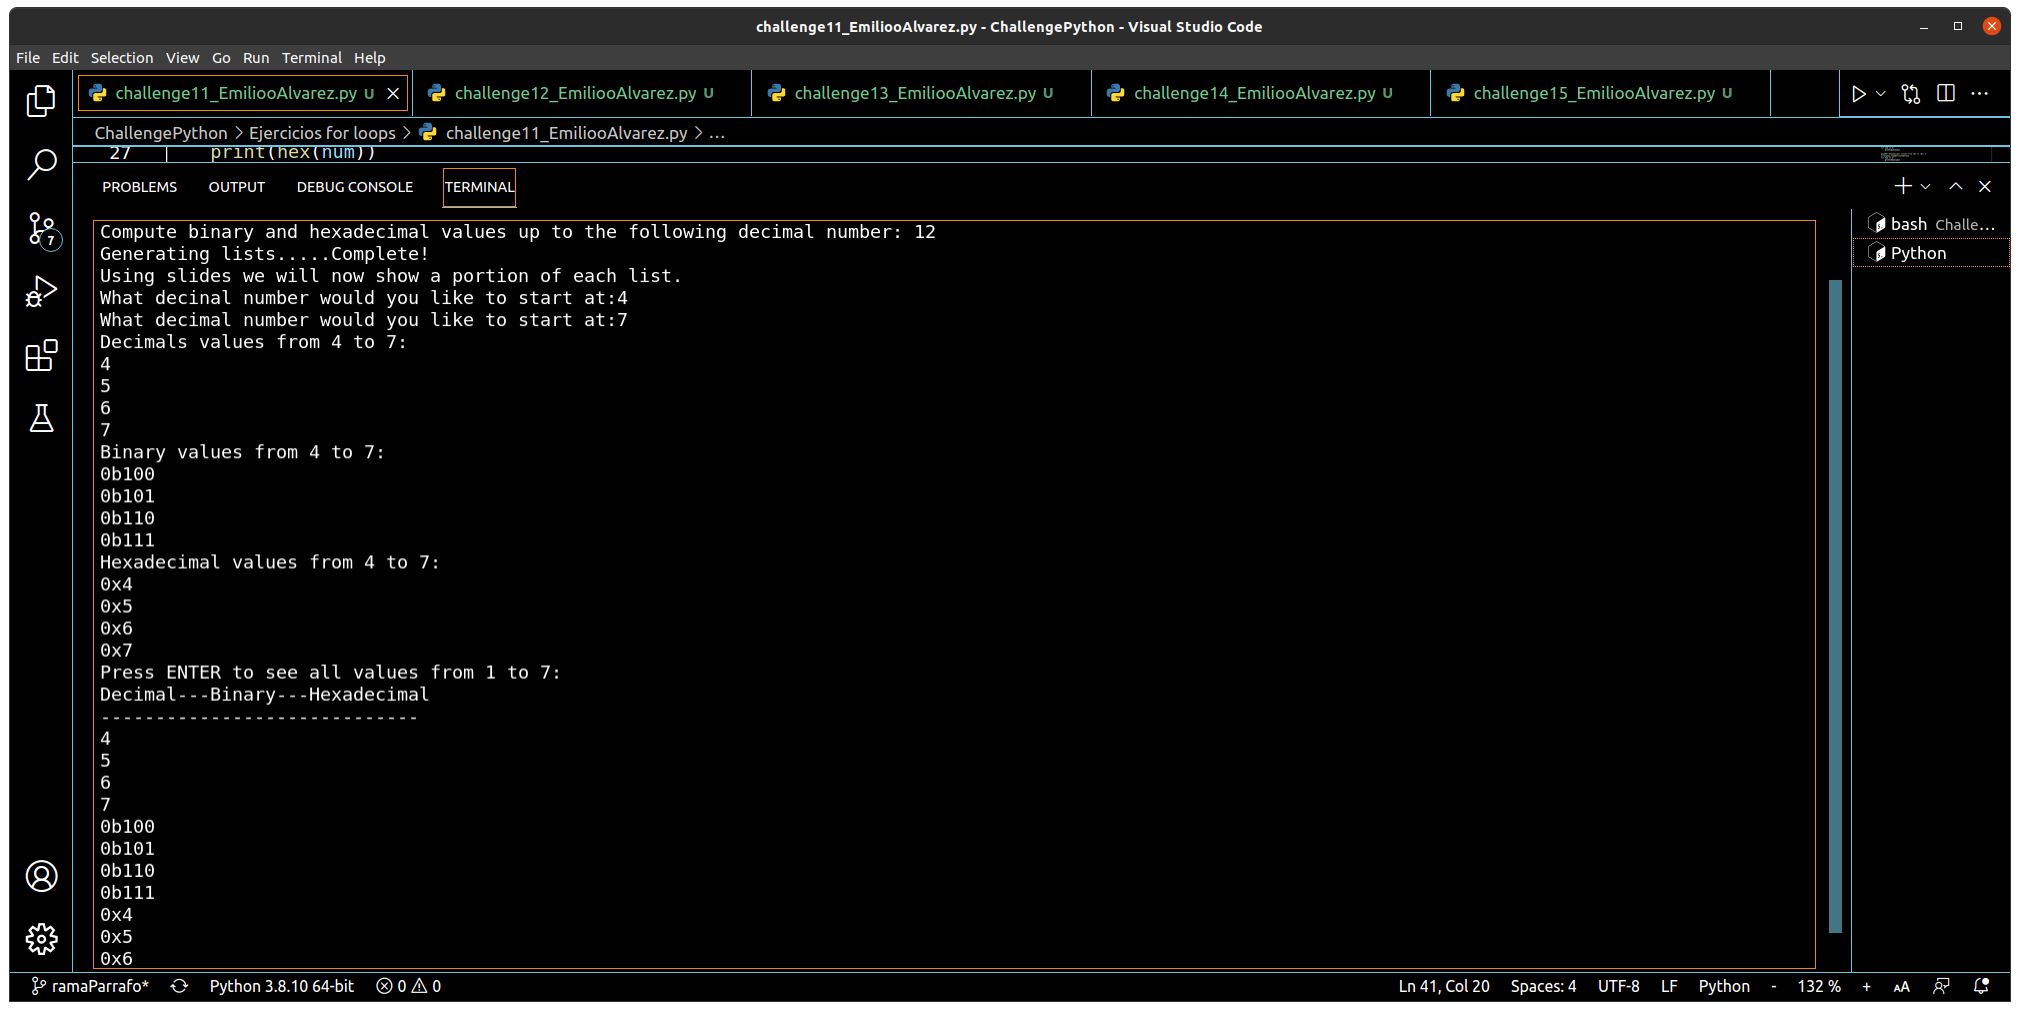 challenge11_EmiliooAlvarez.py - ChallengePython - Visual Studio Code
File Edit Selection View Go Run Terminal Help
challenge11_EmiliooAlvarez.py U challenge12_EmiliooAlvarez.py U challenge13_EmiliooAlvarez.py U challenge14_EmiliooAlvarez.py U challenge15_EmiliooAlvarez.py U
ChallengePython > Ejercicios for loops > challenge11_EmiliooAlvarez.py > ...
27 print(hex(num))
PROBLEMS OUTPUT DEBUG CONSOLE TERMINAL
Compute binary and hexadecimal values up to the following decimal number: 12
Generating lists.....Complete!
Using slides we will now show a portion of each list.
What decinal number would you like to start at:4
What decimal number would you like to start at:7
Decimals values from 4 to 7:
4
5
6
7
Binary values from 4 to 7:
0b100
0b101
0b110
0b111
Hexadecimal values from 4 to 7:
0x4
0x5
0x6
0x7
Press ENTER to see all values from 1 to 7:
Decimal---Binary---Hexadecimal
-----------------------------
4
5
6
7
0b100
0b101
0b110
0b111
0x4
0x5
0x6
bash Challe...
Python
7
ramaParrafo* Python 3.8.10 64-bit 0 0 Ln 41, Col 20 Spaces: 4 UTF-8 LF Python - 132 % + AA